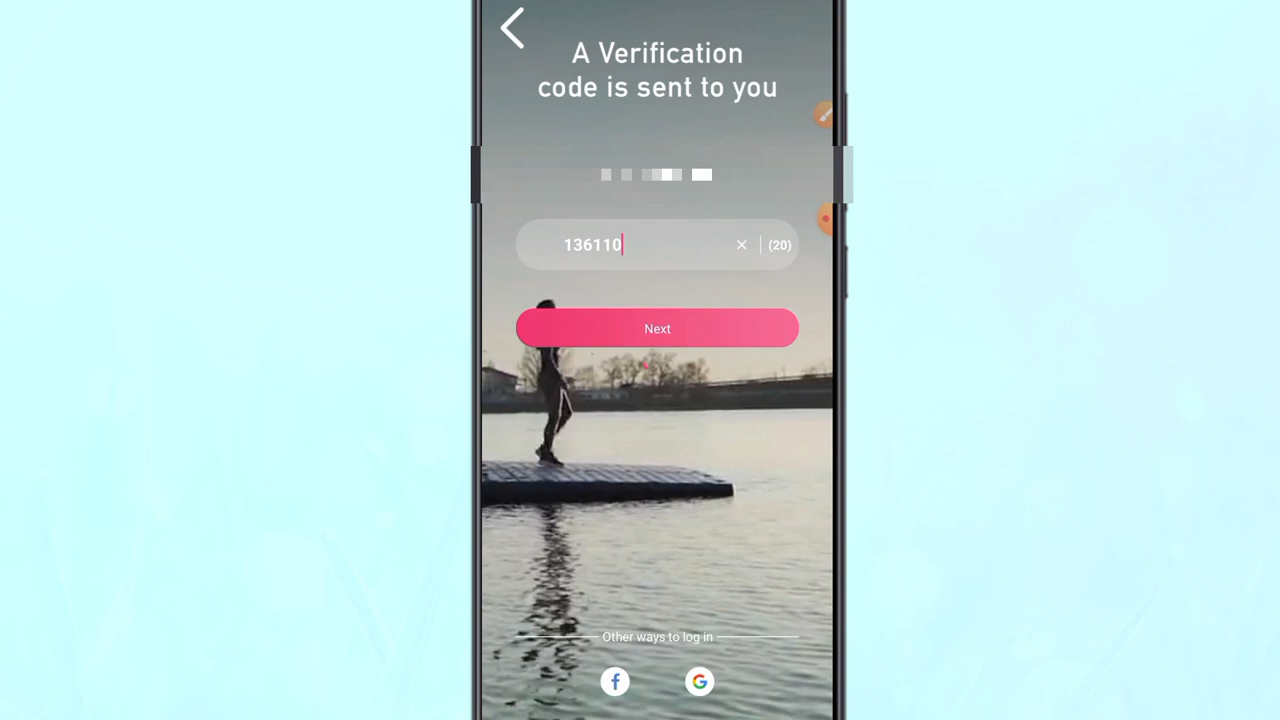 A Verification
code is sent to you
136110 × (20)
Next
Other ways to log in
f G